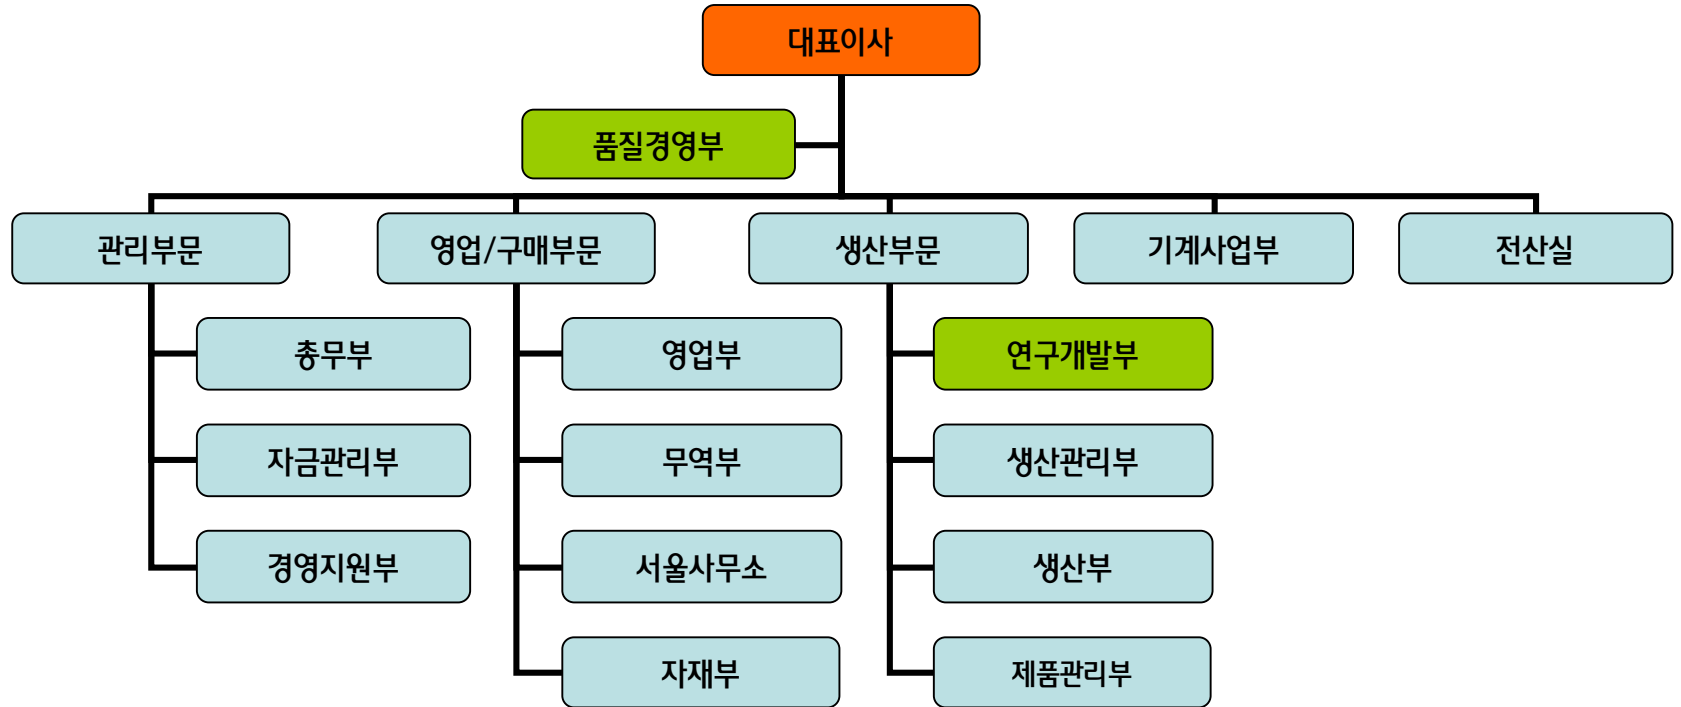 대표이사
품질경영부
관리부문
영업/구매부문
생산부문
기계사업부
전산실
총무부
영업부
연구개발부
자금관리부
무역부
생산관리부
경영지원부
서울사무소
생산부
자재부
제품관리부